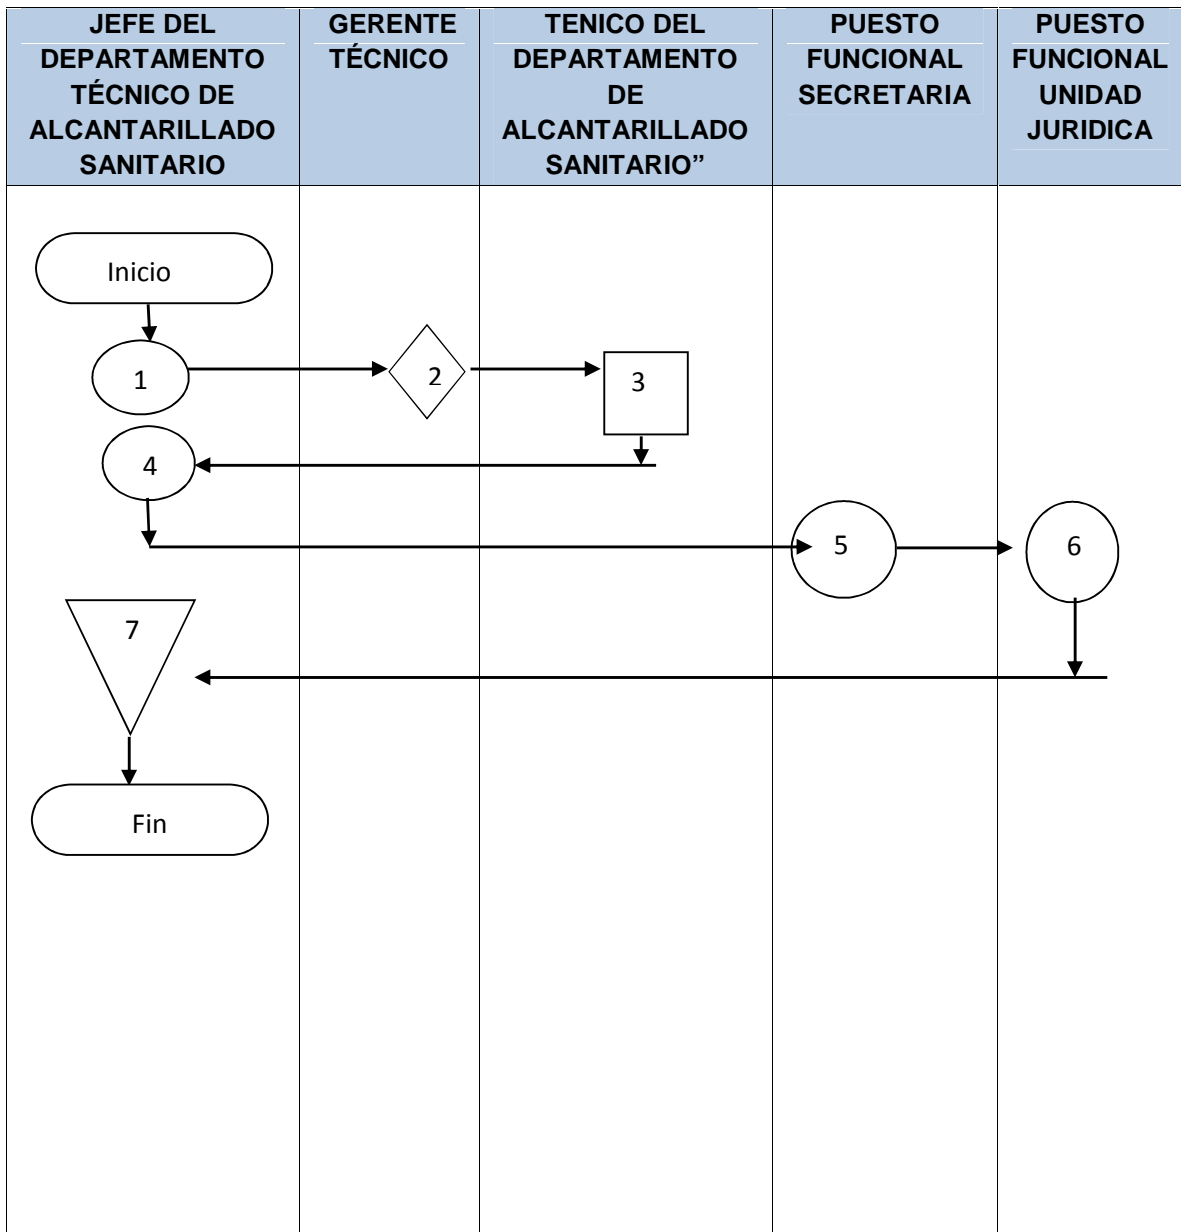 JEFE DEL
DEPARTAMENTO
TÉCNICO DE
ALCANTARILLADO
SANITARIO
GERENTE
TÉCNICO
TENICO DEL
DEPARTAMENTO
DE
ALCANTARILLADO
SANITARIO”
PUESTO
FUNCIONAL
SECRETARIA
PUESTO
FUNCIONAL
UNIDAD
JURIDICA
Inicio
1
2
3
4
5
6
7
Fin